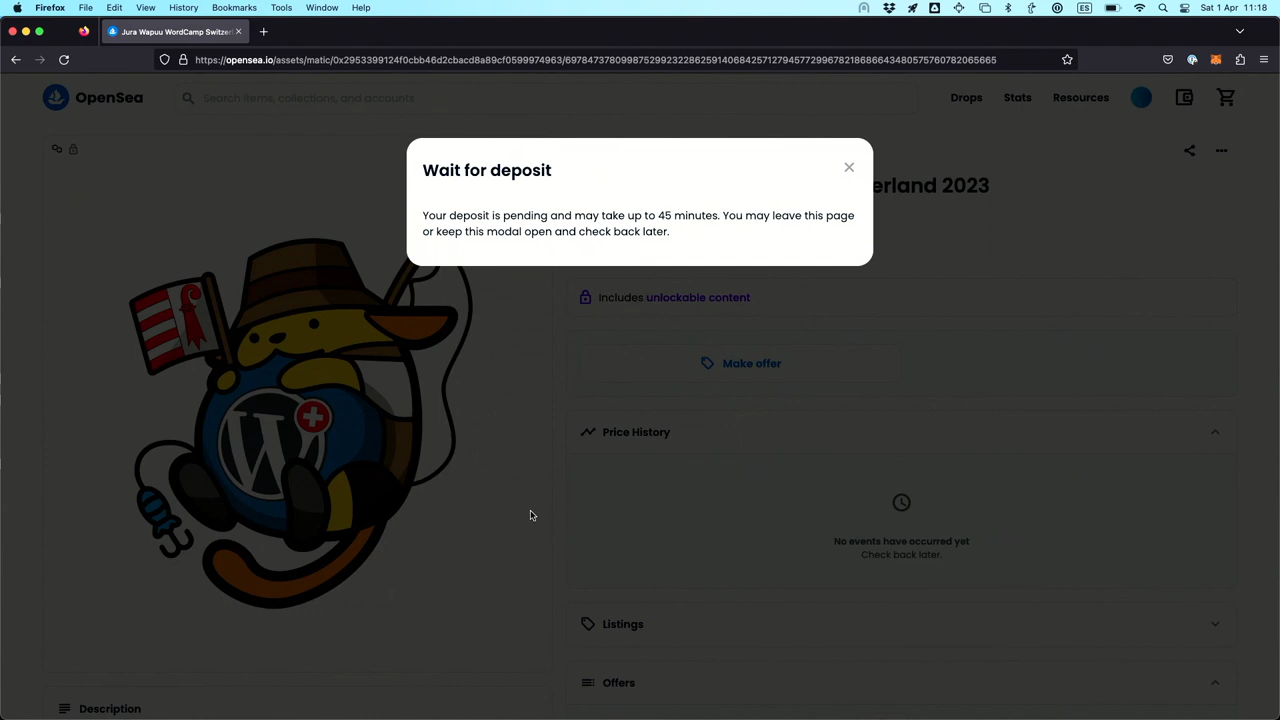 Firefox File Edit View History Bookmarks Tools Window Help
ES Sat 1 Apr 11:18
Jura Wapuu WordCamp Switzerl
https://opensea.io/assets/matic/0x2953399124f0cbb46d2cbacd8a89cf0599974963/69784737809987529923228625914068425712794577299678218686643480575760782065665
OpenSea
Search items, collections, and accounts
Drops Stats Resources
Wait for deposit
erland 2023
Your deposit is pending and may take up to 45 minutes. You may leave this page
or keep this modal open and check back later.
Includes unlockable content
Make offer
Price History
W
No events have occurred yet
Check back later.
Listings
Offers
Description